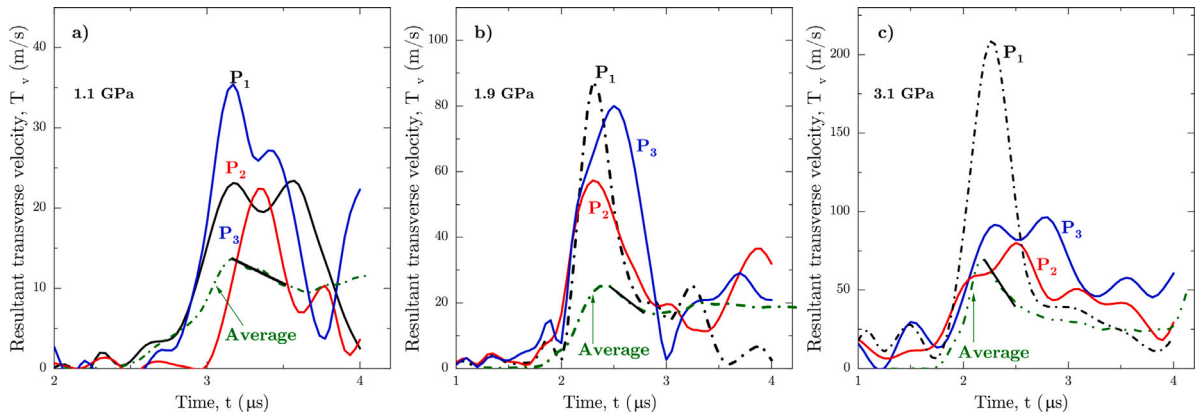 a)
1.1 GPa
P1
P2
P3
Average
Resultant transverse velocity, T v (m/s)
0
10
20
30
40
2
3
4
Time, t (μs)
b)
1.9 GPa
P1
P3
P2
Average
Resultant transverse velocity, T v (m/s)
0
20
40
60
80
100
1
2
3
4
Time, t (μs)
c)
3.1 GPa
P1
P3
P2
Average
Resultant transverse velocity, T v (m/s)
0
50
100
150
200
1
2
3
4
Time, t (μs)